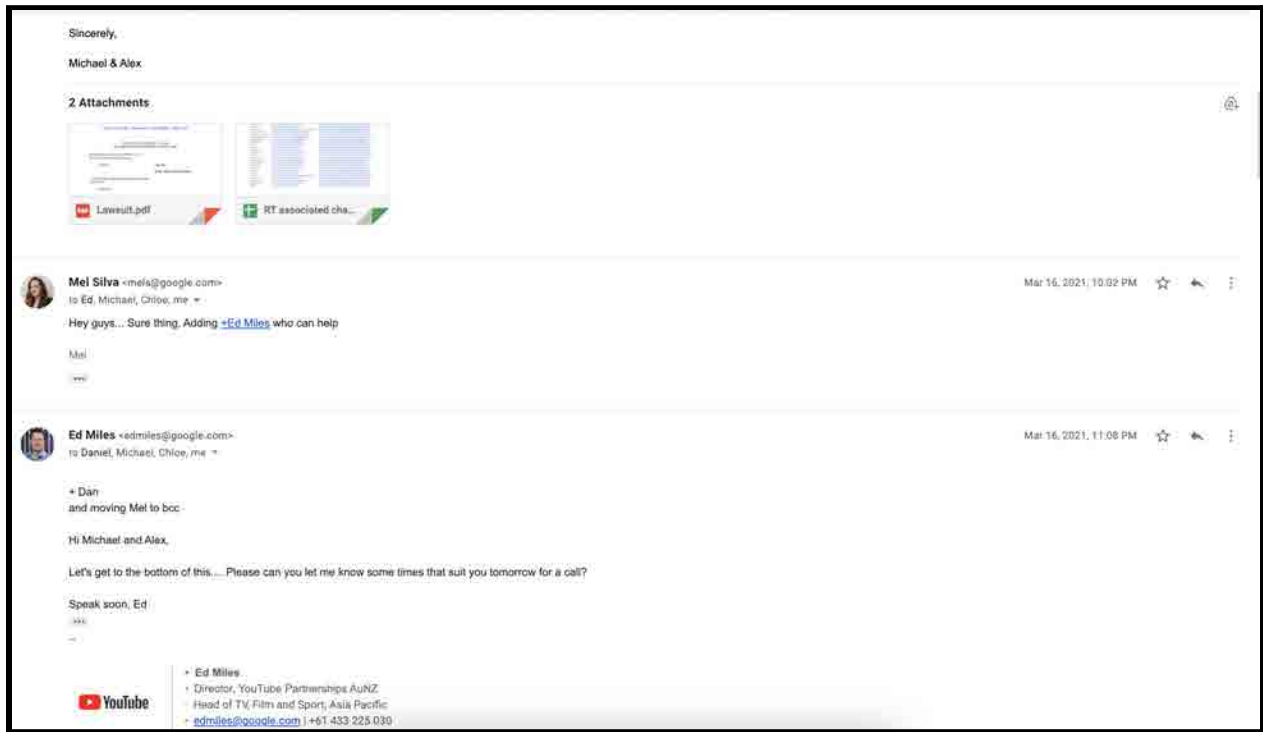 Sincerely,
Michael & Alex
2 Attachments
Lawsuit.pdf
RT associated cha...
Mel Silva <mels@google.com>
Mar 16, 2021, 10:02 PM
to Ed, Michael, Chloe, me
Hey guys... Sure thing. Adding +Ed Miles who can help
Mel
Ed Miles <edmiles@google.com>
Mar 16, 2021, 11:08 PM
to Daniel, Michael, Chloe, me
+ Dan
and moving Mel to bcc
Hi Michael and Alex,
Let's get to the bottom of this.... Please can you let me know some times that suit you tomorrow for a call?
Speak soon, Ed
--
YouTube
Ed Miles
Director, YouTube Partnerships AuNZ
Head of TV, Film and Sport, Asia Pacific
edmiles@google.com | +61 433 225 030